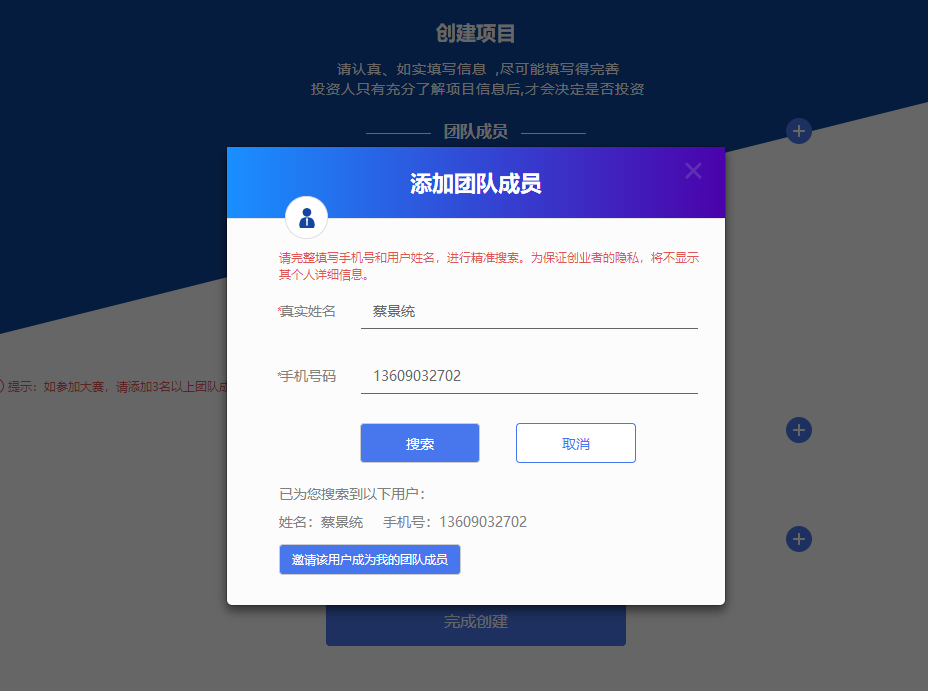 创建项目
请认真、如实填写信息 ,尽可能填写得完善
投资人只有充分了解项目信息后,才会决定是否投资
团队成员
添加团队成员
请完整填写手机号和用户姓名，进行精准搜索。为保证创业者的隐私，将不显示
其个人详细信息。
*真实姓名 蔡景统
*手机号码 13609032702
提示：如参加大赛，请添加3名以上团队成
搜索 取消
已为您搜索到以下用户：
姓名：蔡景统 手机号：13609032702
邀请该用户成为我的团队成员
完成创建